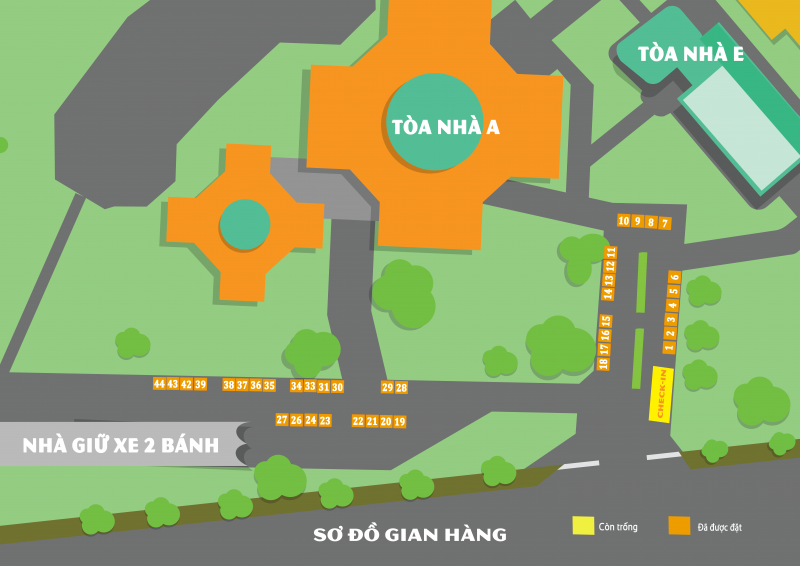 TÒA NHÀ E
TÒA NHÀ A
10 9 8 7
11
12
13
14
6
5
4
3
2
1
15
16
17
18
CHECK-IN
44 43 42 39 38 37 36 35 34 33 31 30 29 28
27 26 24 23 22 21 20 19
NHÀ GIỮ XE 2 BÁNH
SƠ ĐỒ GIAN HÀNG
Còn trống
Đã được đặt